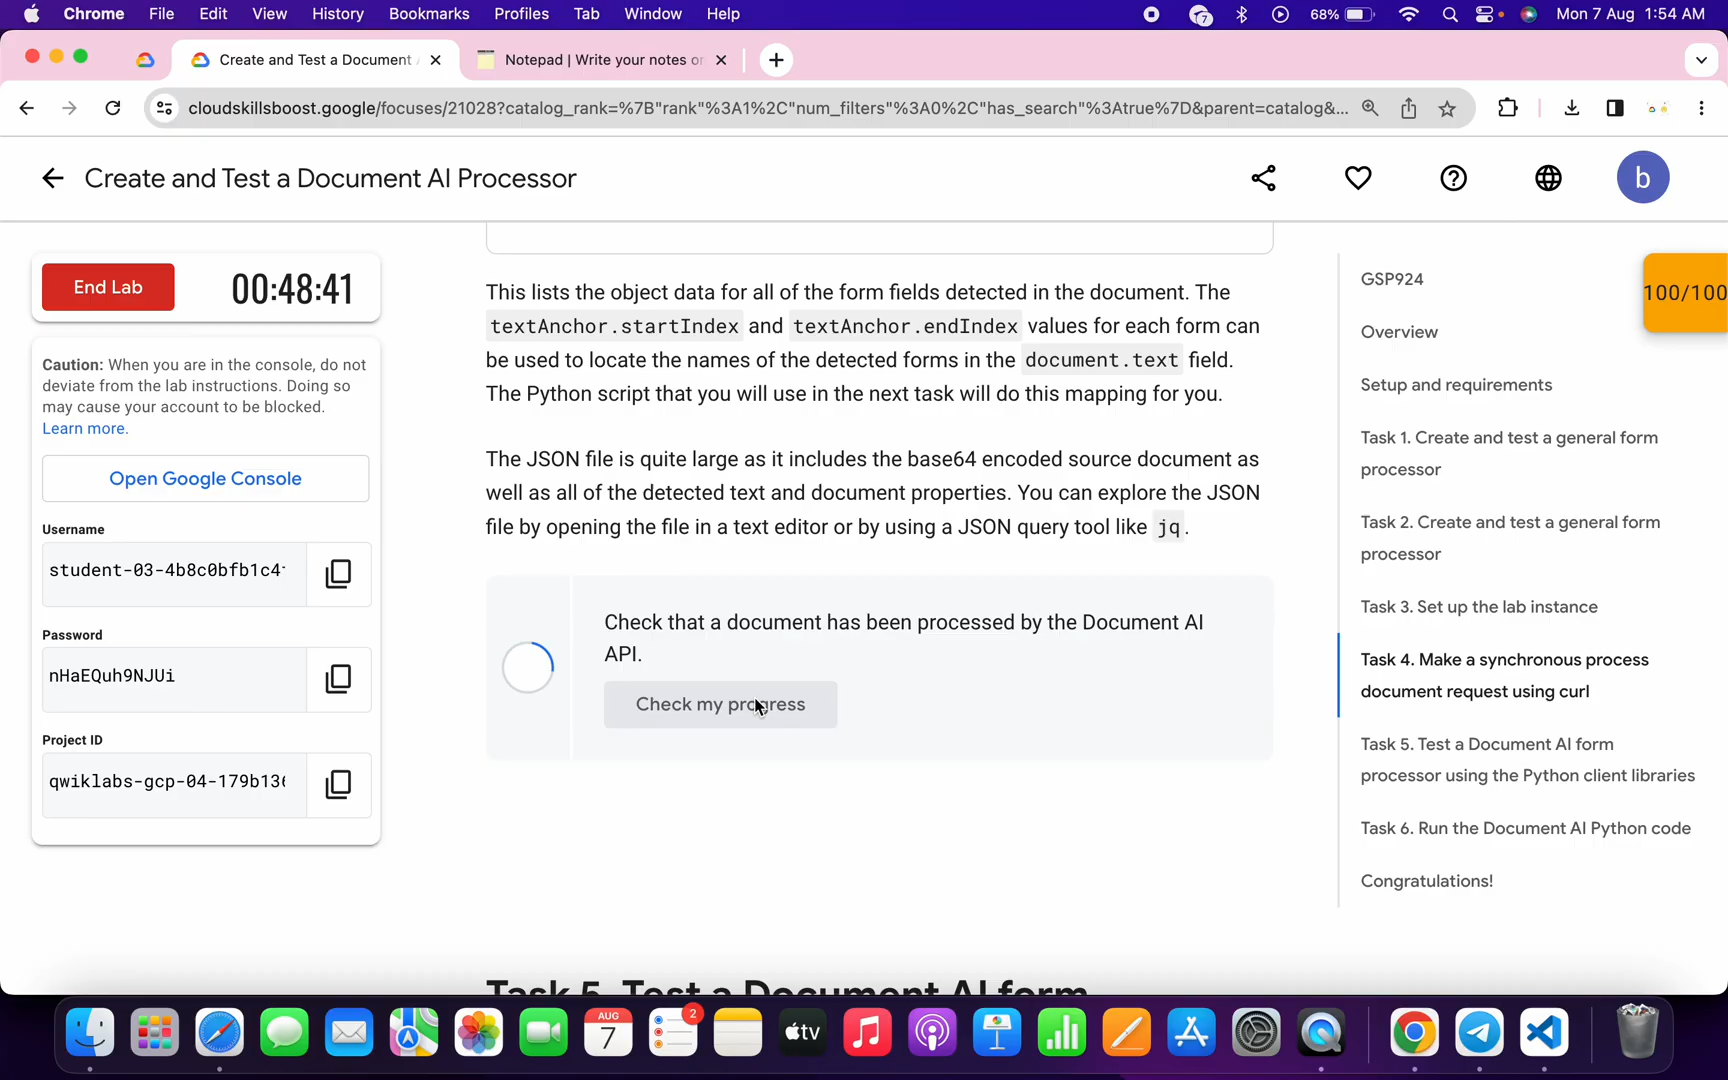 Chrome File Edit View History Bookmarks Profiles Tab Window Help
7
68%
Mon 7 Aug 1:54 AM
Create and Test a Document
Notepad | Write your notes or
cloudskillsboost.google/focuses/21028?catalog_rank=%7B"rank"%3A1%2C"num_filters"%3A0%2C"has_search"%3Atrue%7D&parent=catalog&...
Create and Test a Document AI Processor
b
End Lab
00:48:41
Caution: When you are in the console, do not
deviate from the lab instructions. Doing so
may cause your account to be blocked.
Learn more.
Open Google Console
Username
student-03-4b8c0bfb1c4
Password
nHaEQuh9NJUi
Project ID
qwiklabs-gcp-04-179b13
This lists the object data for all of the form fields detected in the document. The
textAnchor.startIndex and textAnchor.endIndex values for each form can
be used to locate the names of the detected forms in the document.text field.
The Python script that you will use in the next task will do this mapping for you.
The JSON file is quite large as it includes the base64 encoded source document as
well as all of the detected text and document properties. You can explore the JSON
file by opening the file in a text editor or by using a JSON query tool like jq.
Check that a document has been processed by the Document AI
API.
Check my progress
Task 5. Test a Document AI form
GSP924
Overview
Setup and requirements
Task 1. Create and test a general form
processor
Task 2. Create and test a general form
processor
Task 3. Set up the lab instance
Task 4. Make a synchronous process
document request using curl
Task 5. Test a Document AI form
processor using the Python client libraries
Task 6. Run the Document AI Python code
Congratulations!
100/100
AUG
7
2
tv